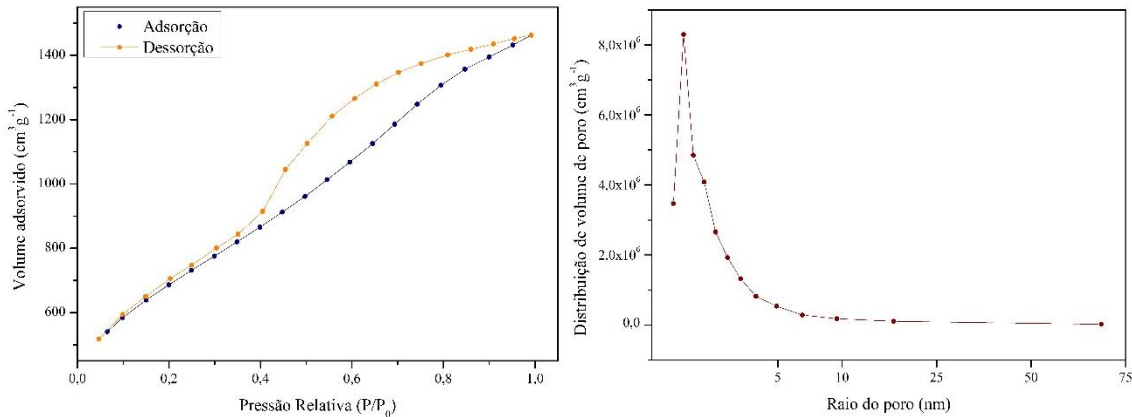 Adsorção
Dessorção
1400
1200
1000
800
600
Volume adsorvido (cm³g⁻¹)
0,0
0,2
0,4
0,6
0,8
1,0
Pressão Relativa (P/P₀)
8,0x10⁶
6,0x10⁶
4,0x10⁶
2,0x10⁶
0,0
Distribuição de volume de poro (cm³g⁻¹)
5
10
25
50
75
Raio do poro (nm)